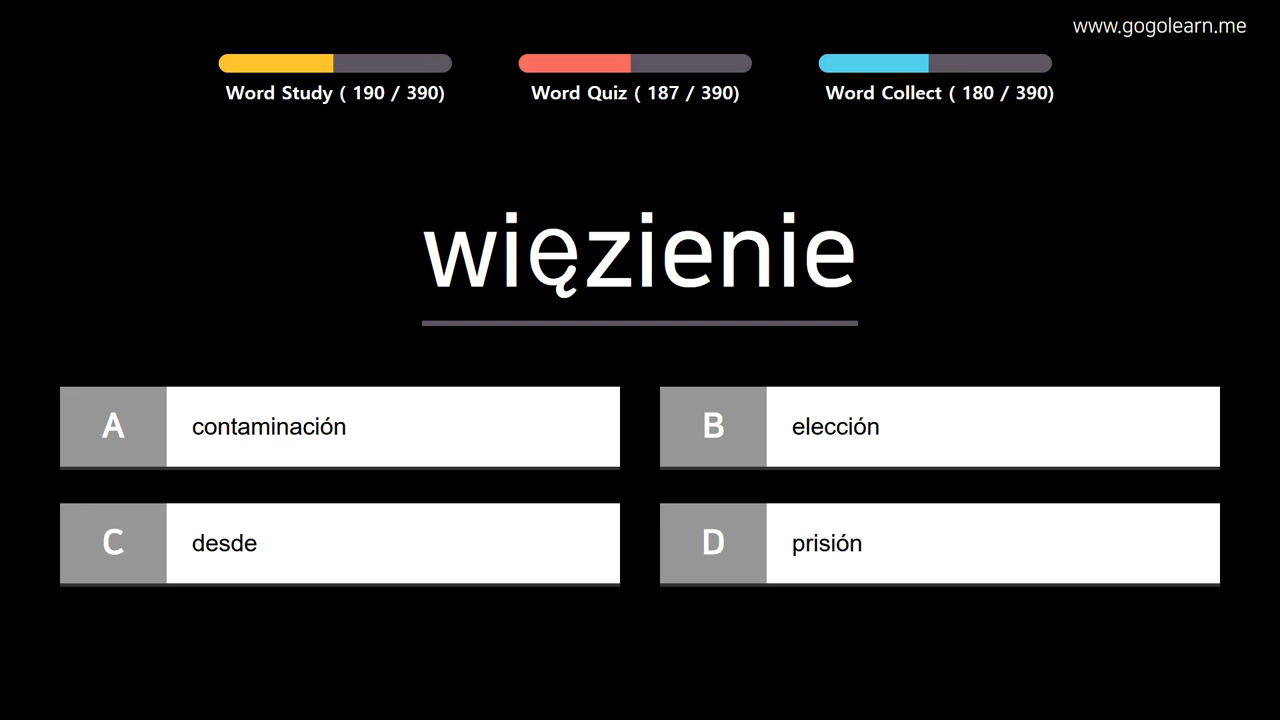 www.gogolearn.me
Word Study ( 190 / 390)
Word Quiz ( 187 / 390)
Word Collect ( 180 / 390)
więzienie
A contaminación
B elección
C desde
D prisión